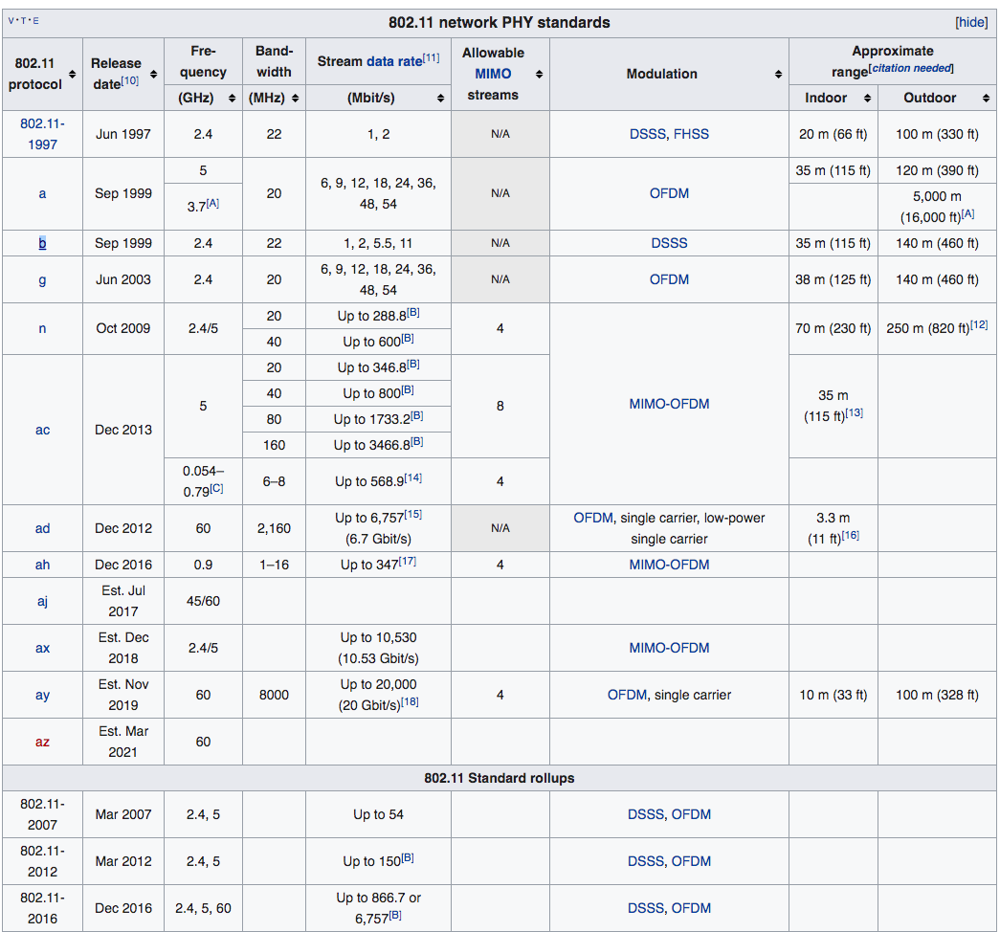 V · T · E 802.11 network PHY standards [hide]
802.11 protocol Release date[10] Fre-quency Band-width Stream data rate[11] Allowable MIMO streams Modulation Approximate range[citation needed]
(GHz) (MHz) (Mbit/s) Indoor Outdoor
802.11-1997 Jun 1997 2.4 22 1, 2 N/A DSSS, FHSS 20 m (66 ft) 100 m (330 ft)
a Sep 1999 5 20 6, 9, 12, 18, 24, 36, 48, 54 N/A OFDM 35 m (115 ft) 120 m (390 ft)
3.7[A] 5,000 m (16,000 ft)[A]
b Sep 1999 2.4 22 1, 2, 5.5, 11 N/A DSSS 35 m (115 ft) 140 m (460 ft)
g Jun 2003 2.4 20 6, 9, 12, 18, 24, 36, 48, 54 N/A OFDM 38 m (125 ft) 140 m (460 ft)
n Oct 2009 2.4/5 20 Up to 288.8[B] 4 MIMO-OFDM 70 m (230 ft) 250 m (820 ft)[12]
40 Up to 600[B]
ac Dec 2013 5 20 Up to 346.8[B] 8 35 m (115 ft)[13]
40 Up to 800[B]
80 Up to 1733.2[B]
160 Up to 3466.8[B]
0.054–0.79[C] 6–8 Up to 568.9[14] 4
ad Dec 2012 60 2,160 Up to 6,757[15] (6.7 Gbit/s) N/A OFDM, single carrier, low-power single carrier 3.3 m (11 ft)[16]
ah Dec 2016 0.9 1–16 Up to 347[17] 4 MIMO-OFDM
aj Est. Jul 2017 45/60
ax Est. Dec 2018 2.4/5 Up to 10,530 (10.53 Gbit/s) MIMO-OFDM
ay Est. Nov 2019 60 8000 Up to 20,000 (20 Gbit/s)[18] 4 OFDM, single carrier 10 m (33 ft) 100 m (328 ft)
az Est. Mar 2021 60
802.11 Standard rollups
802.11-2007 Mar 2007 2.4, 5 Up to 54 DSSS, OFDM
802.11-2012 Mar 2012 2.4, 5 Up to 150[B] DSSS, OFDM
802.11-2016 Dec 2016 2.4, 5, 60 Up to 866.7 or 6,757[B] DSSS, OFDM